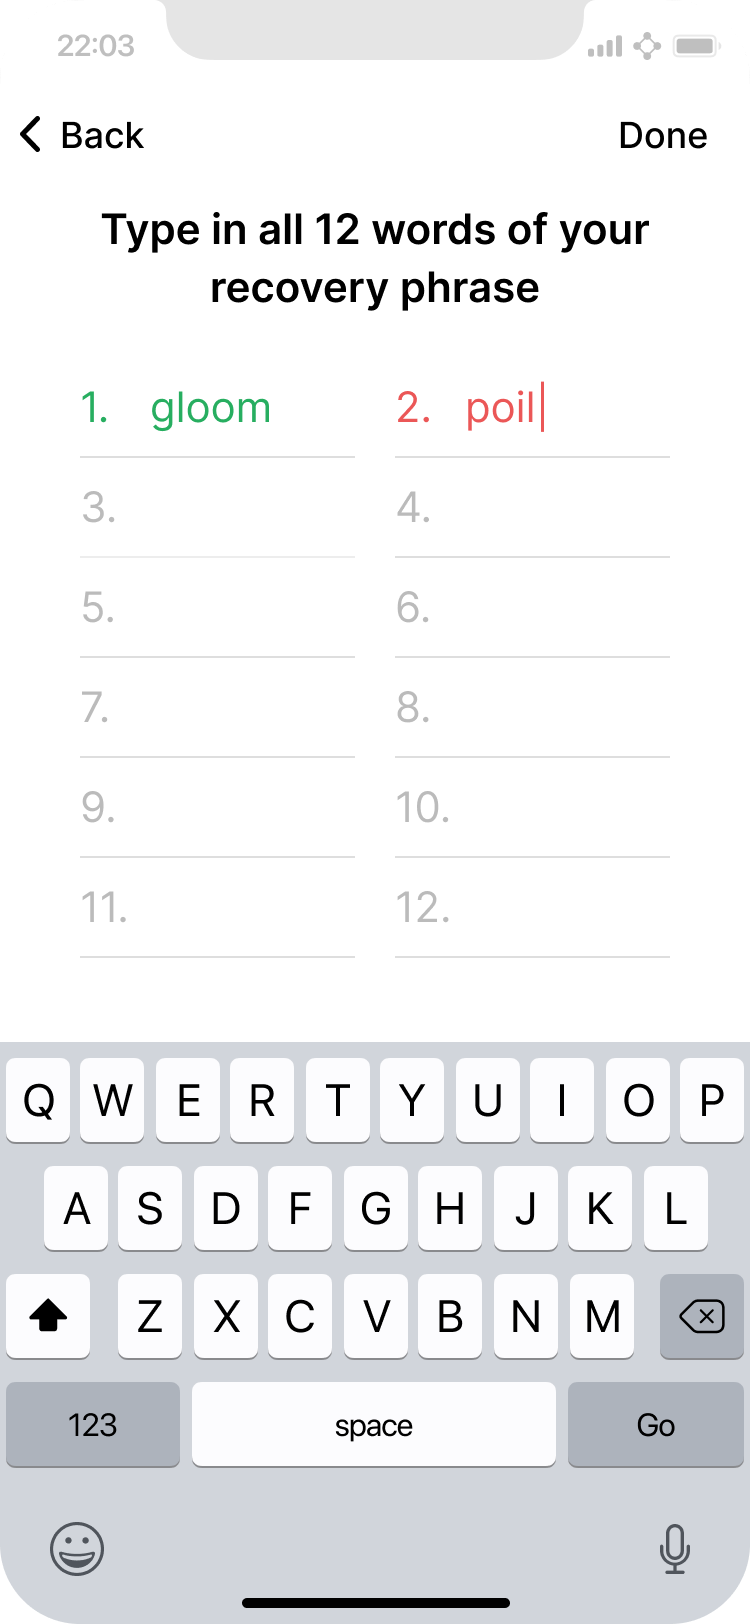 22:03
Back
Done
Type in all 12 words of your
recovery phrase
1. gloom
2. poil
3.
4.
5.
6.
7.
8.
9.
10.
11.
12.
Q W E R T Y U I O P
A S D F G H J K L
Z X C V B N M
123 space Go